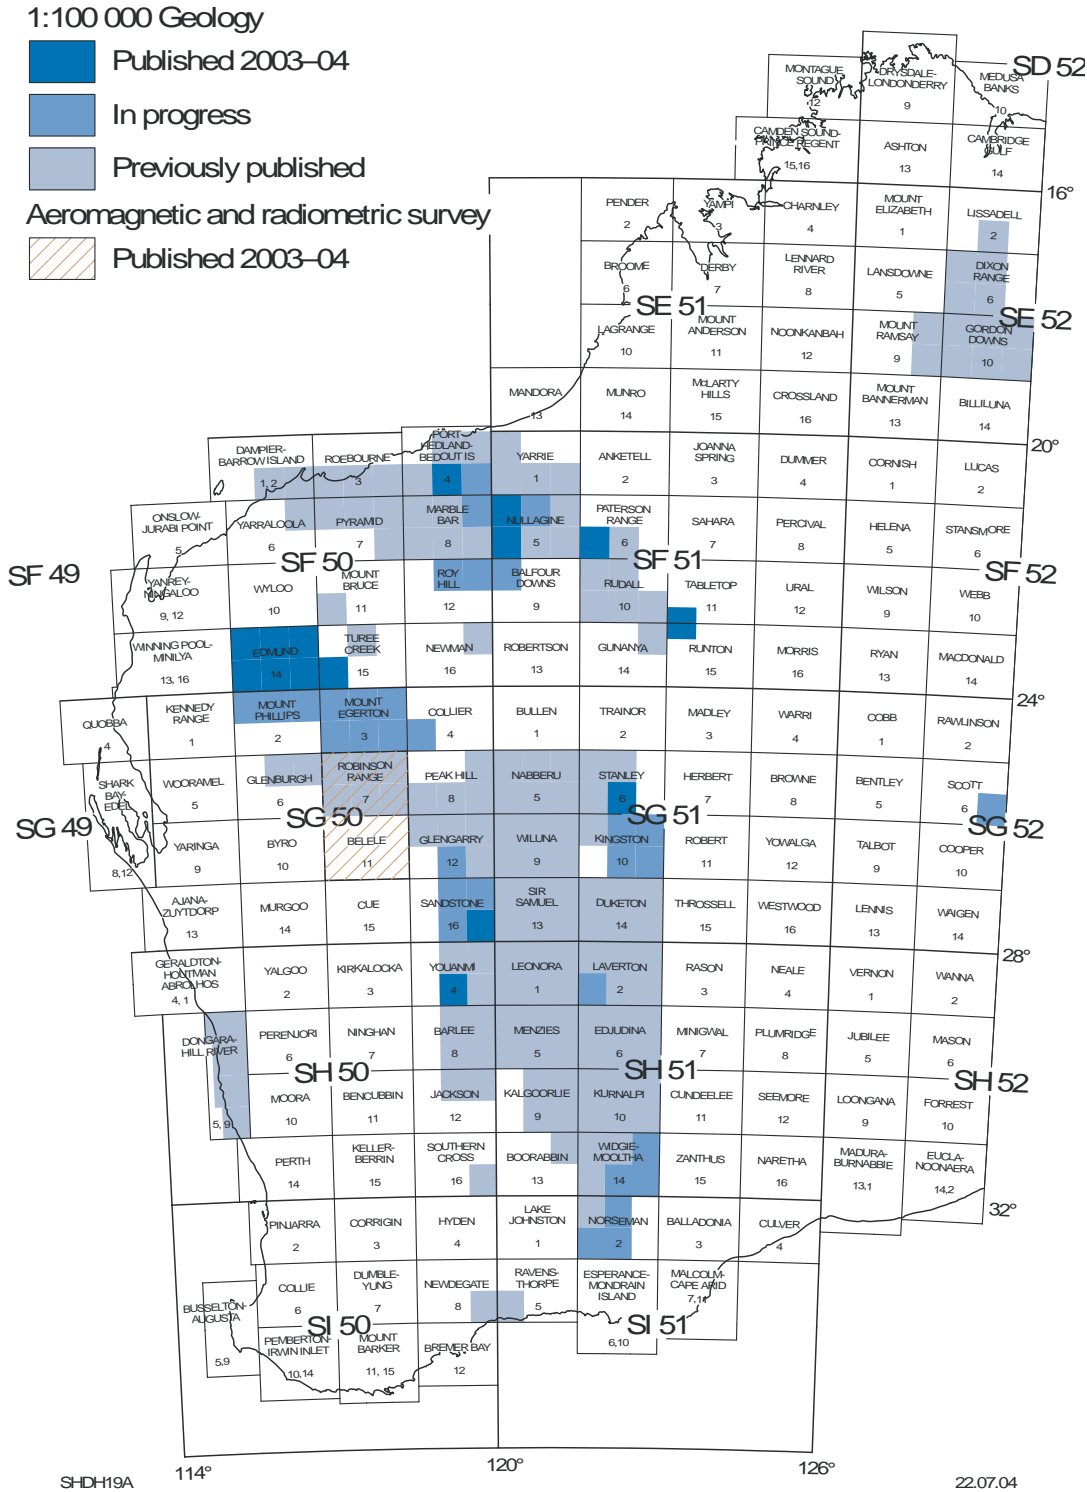 1:100 000 Geology
Published 2003–04
In progress
Previously published
Aeromagnetic and radiometric survey
Published 2003–04
SD 52
MONTAGUE
SOUND
12
DRYSDALE-
LONDONDERRY
9
MEDUSA
BANKS
10
CAMDEN SOUND-
PRINCE REGENT
15,16
ASHTON
13
CAMBRIDGE
GULF
14
16°
PENDER
2
YAMPI
3
CHARNLEY
4
MOUNT
ELIZABETH
1
LISSADELL
2
BROOME
6
DERBY
7
LENNARD
RIVER
8
LANSDOWNE
5
DIXON
RANGE
6
SE 51
SE 52
LAGRANGE
10
MOUNT
ANDERSON
11
NOONKANBAH
12
MOUNT
RAMSAY
9
GORDON
DOWNS
10
MANDORA
13
MUNRO
14
McLARTY
HILLS
15
CROSSLAND
16
MOUNT
BANNERMAN
13
BILLILUNA
14
20°
DAMPIER-
BARROW ISLAND
1, 2
ROEBOURNE
3
PORT
HEDLAND-
BEDOUT IS
4
YARRIE
1
ANKETELL
2
JOANNA
SPRING
3
DUMMER
4
CORNISH
1
LUCAS
2
ONSLOW-
JURABI POINT
5
YARRALOOLA
6
PYRAMID
7
MARBLE
BAR
8
NULLAGINE
5
PATERSON
RANGE
6
SAHARA
7
PERCIVAL
8
HELENA
5
STANSMORE
6
SF 49
SF 50
SF 51
SF 52
YANREY-
NINGALOO
9, 12
WYLOO
10
MOUNT
BRUCE
11
ROY
HILL
12
BALFOUR
DOWNS
9
RUDALL
10
TABLETOP
11
URAL
12
WILSON
9
WEBB
10
WINNING POOL-
MINILYA
13, 16
EDMUND
14
TUREE
CREEK
15
NEWMAN
16
ROBERTSON
13
GUNANYA
14
RUNTON
15
MORRIS
16
RYAN
13
MACDONALD
14
24°
QUOBBA
4
KENNEDY
RANGE
1
MOUNT
PHILLIPS
2
MOUNT
EGERTON
3
COLLIER
4
BULLEN
1
TRAINOR
2
MADLEY
3
WARRI
4
COBB
1
RAWLINSON
2
SHARK
BAY-
EDEL
8,12
WOORAMEL
5
GLENBURGH
6
ROBINSON
RANGE
7
PEAK HILL
8
NABBERU
5
STANLEY
6
HERBERT
7
BROWNE
8
BENTLEY
5
SCOTT
6
SG 49
SG 50
SG 51
SG 52
YARINGA
9
BYRO
10
BELELE
11
GLENGARRY
12
WILUNA
9
KINGSTON
10
ROBERT
11
YOWALGA
12
TALBOT
9
COOPER
10
AJANA-
ZUYTDORP
13
MURGOO
14
CUE
15
SANDSTONE
16
SIR
SAMUEL
13
DUKETON
14
THROSSELL
15
WESTWOOD
16
LENNIS
13
WAIGEN
14
28°
GERALDTON-
HOUTMAN
ABROLHOS
4, 1
YALGOO
2
KIRKALOCKA
3
YOUANMI
4
LEONORA
1
LAVERTON
2
RASON
3
NEALE
4
VERNON
1
WANNA
2
DONGARA-
HILL RIVER
5, 9
PERENJORI
6
NINGHAN
7
BARLEE
8
MENZIES
5
EDJUDINA
6
MINIGWAL
7
PLUMRIDGE
8
JUBILEE
5
MASON
6
SH 50
SH 51
SH 52
MOORA
10
BENCUBBIN
11
JACKSON
12
KALGOORLIE
9
KURNALPI
10
CUNDEELEE
11
SEEMORE
12
LOONGANA
9
FORREST
10
PERTH
14
KELLER-
BERRIN
15
SOUTHERN
CROSS
16
BOORABBIN
13
WIDGIE-
MOOLTHA
14
ZANTHUS
15
NARETHA
16
MADURA-
BURNABBIE
13,1
EUCLA-
NOONAERA
14,2
32°
PINJARRA
2
CORRIGIN
3
HYDEN
4
LAKE
JOHNSTON
1
NORSEMAN
2
BALLADONIA
3
CULVER
4
BUSSELTON-
AUGUSTA
5,9
COLLIE
6
DUMBLE-
YUNG
7
NEWDEGATE
8
RAVENS-
THORPE
5
ESPERANCE-
MONDRAIN
ISLAND
6,10
MALCOLM-
CAPE ARID
7,11
SI 50
SI 51
PEMBERTON-
IRWIN INLET
10,14
MOUNT
BARKER
11, 15
BREMER BAY
12
114°
120°
126°
SHDH19A
22.07.04